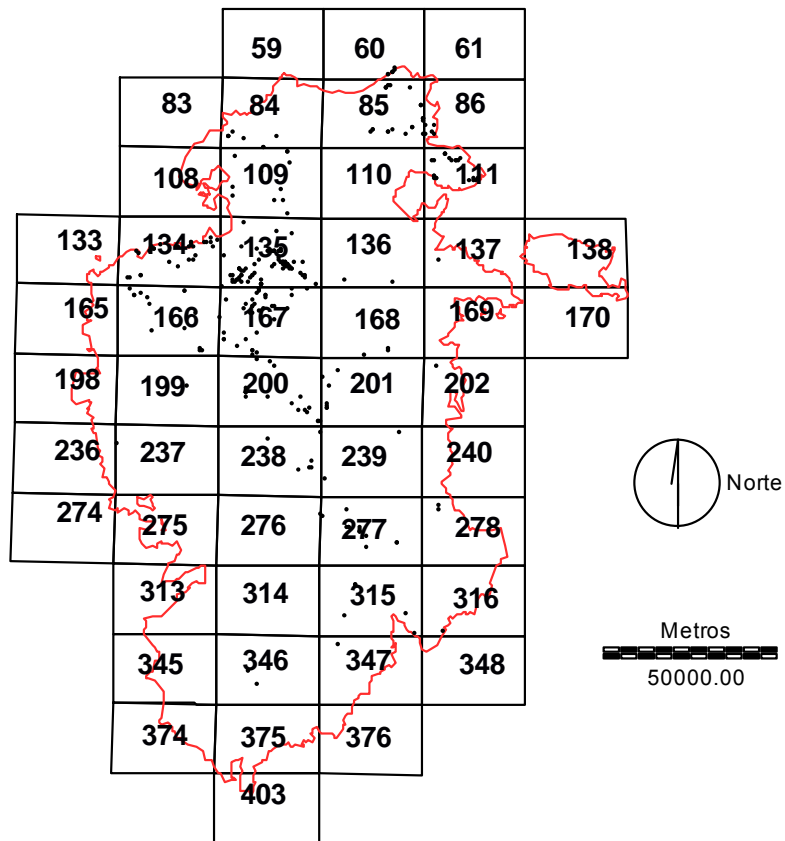 59 60 61
83 84 85 86
108 109 110 111
133 134 135 136 137 138
165 166 167 168 169 170
198 199 200 201 202
236 237 238 239 240
Norte
274 275 276 277 278
313 314 315 316
Metros
345 346 347 348
50000.00
374 375 376
403